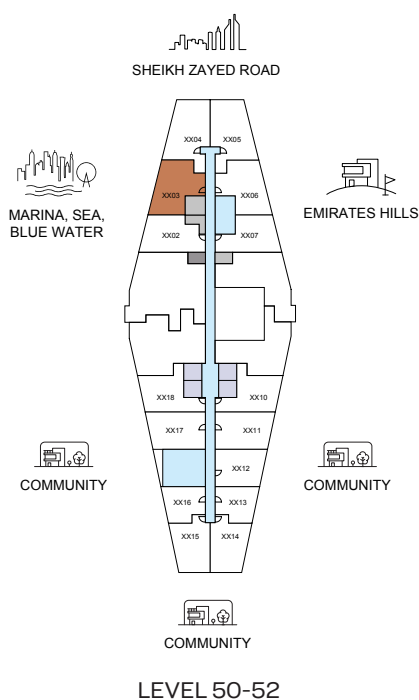 SHEIKH ZAYED ROAD
XX04 XX05
MARINA, SEA,
BLUE WATER
XX03 XX06
EMIRATES HILLS
XX02 XX07
XX18 XX10
XX17 XX11
XX12
COMMUNITY
COMMUNITY
XX16 XX13
XX15 XX14
COMMUNITY
LEVEL 50-52